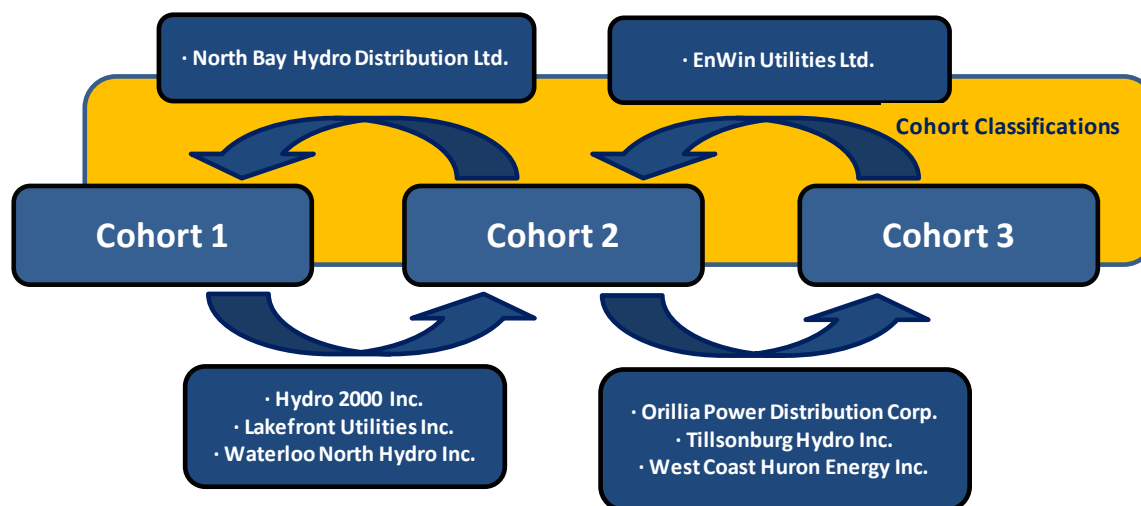 · North Bay Hydro Distribution Ltd.
· EnWin Utilities Ltd.
Cohort Classifications
Cohort 1
Cohort 2
Cohort 3
· Hydro 2000 Inc.
· Lakefront Utilities Inc.
· Waterloo North Hydro Inc.
· Orillia Power Distribution Corp.
· Tillsonburg Hydro Inc.
· West Coast Huron Energy Inc.